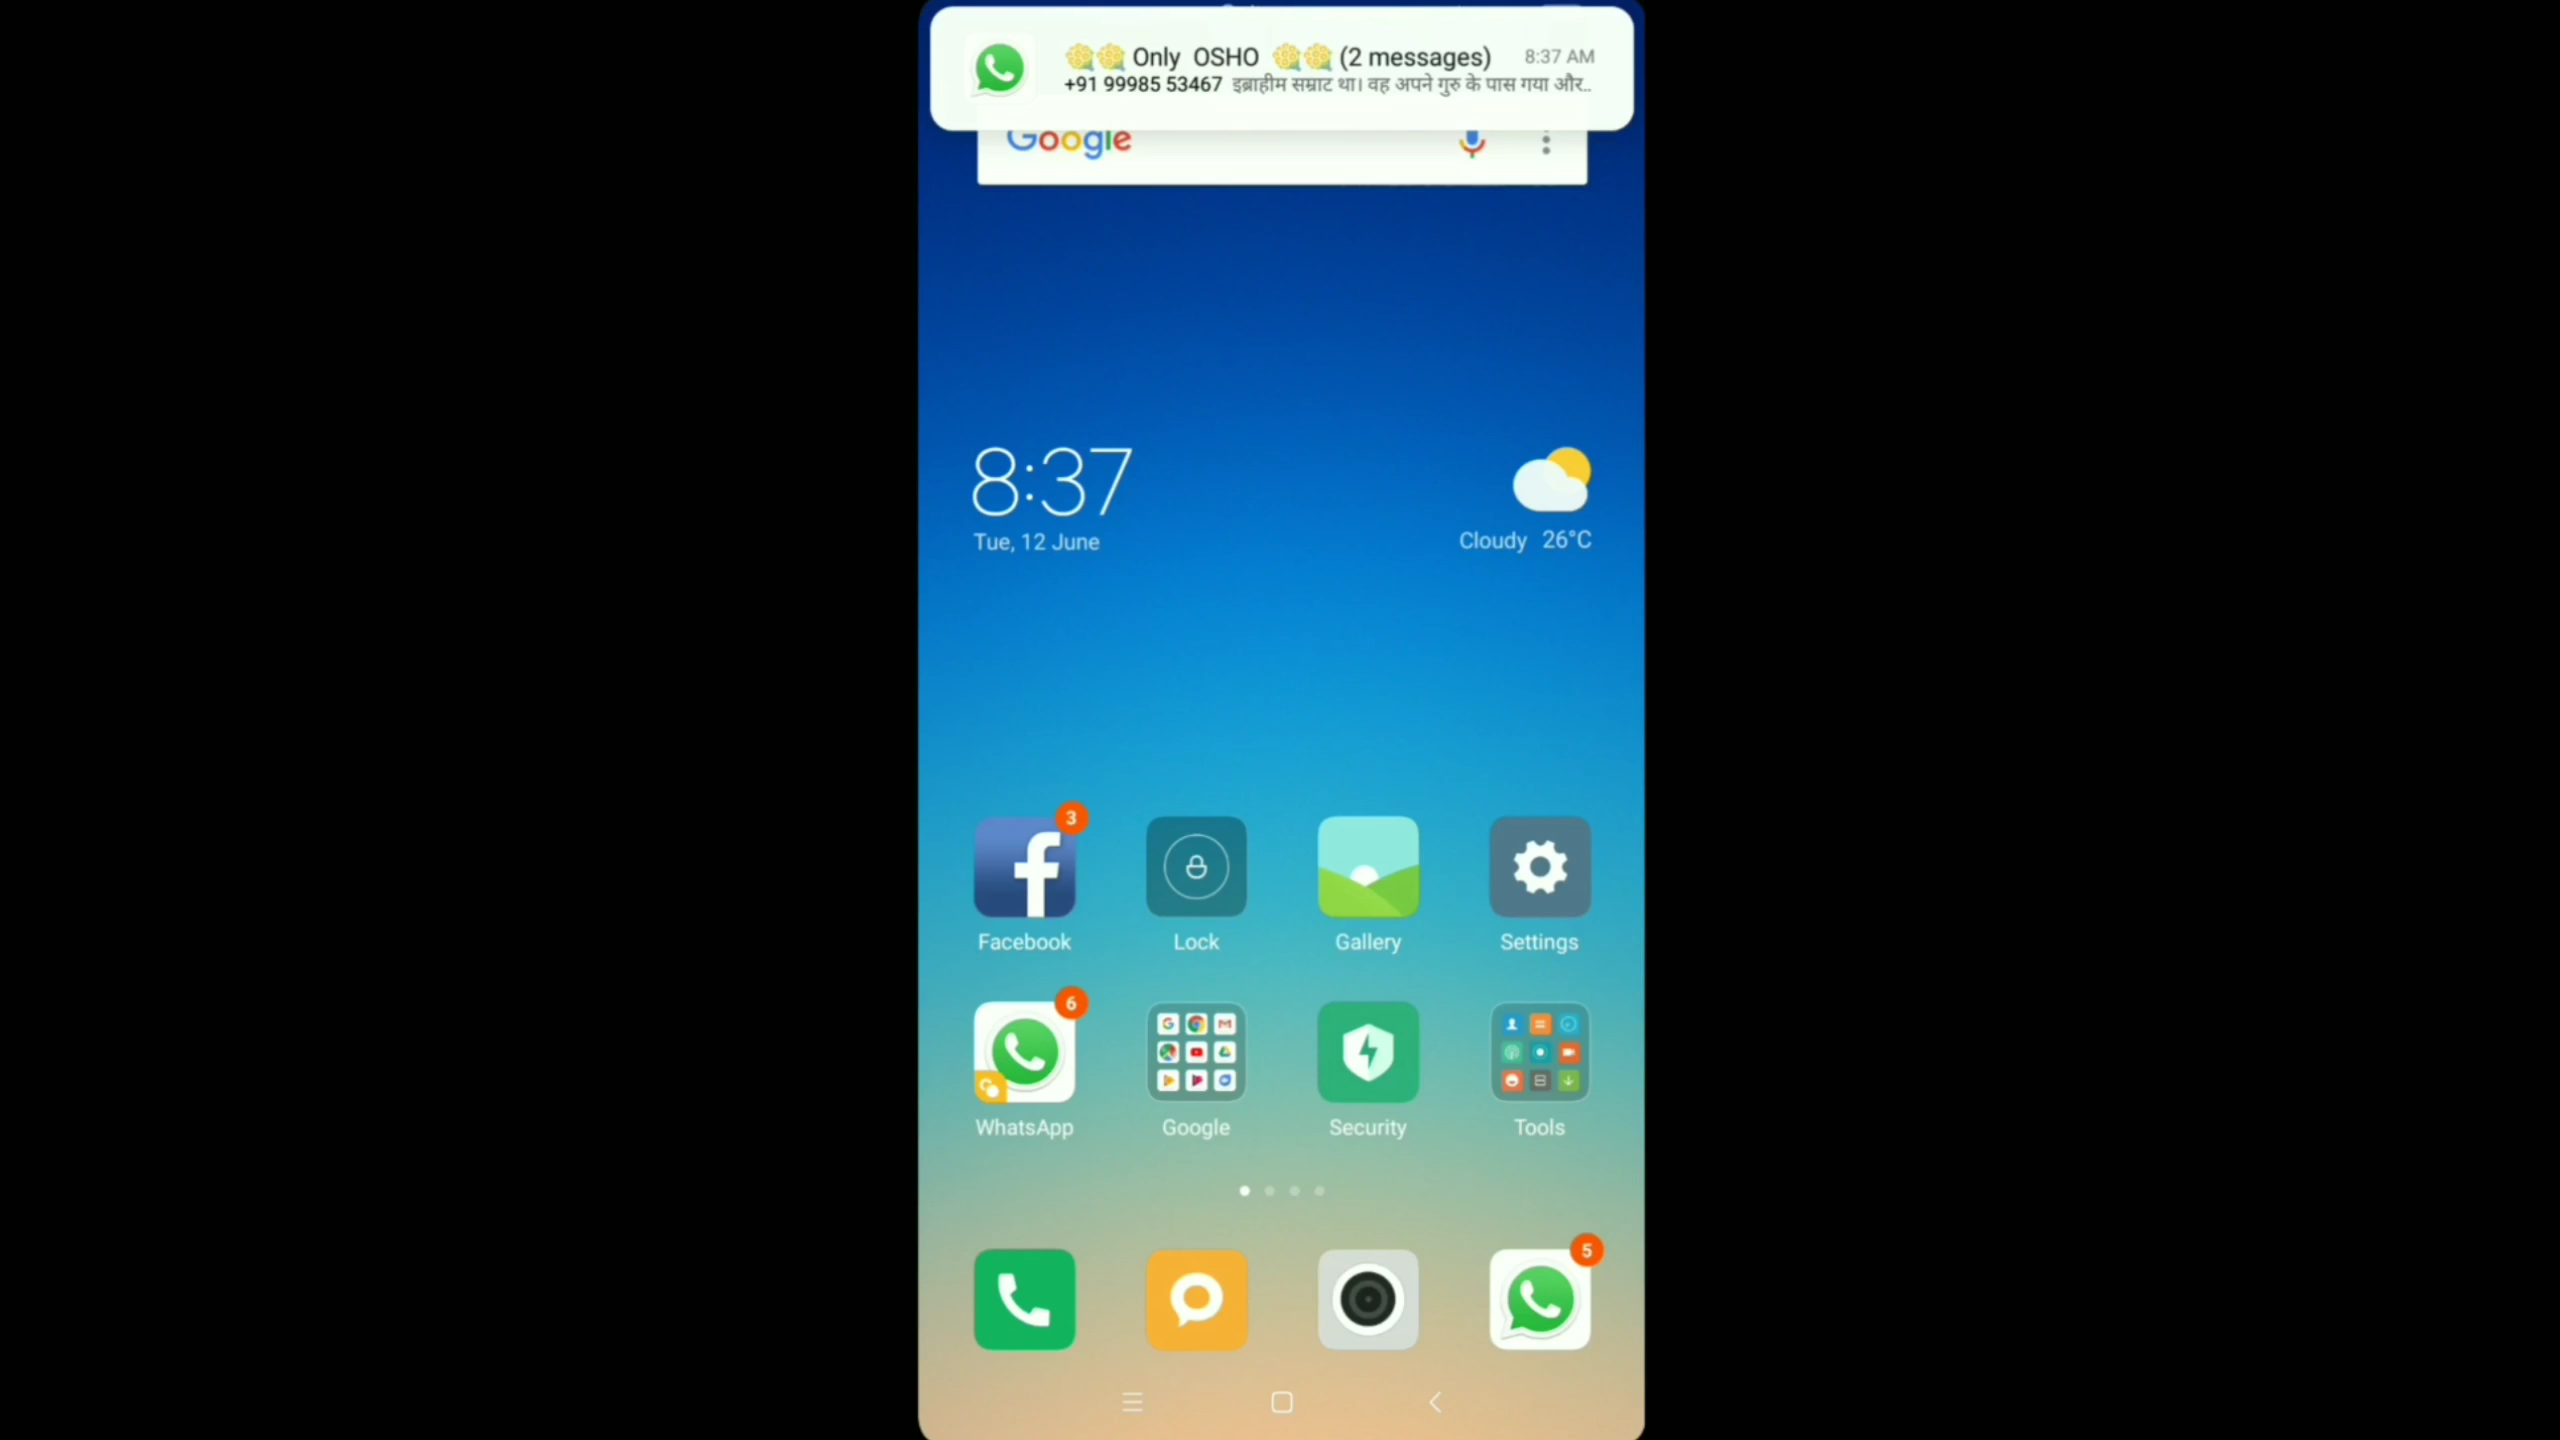 Only OSHO (2 messages) 8:37 AM
+91 99985 53467 इब्राहीम सम्राट था। वह अपने गुरु के पास गया और..
Google
8:37
Tue, 12 June
Cloudy 26°C
3
Facebook Lock Gallery Settings
6
WhatsApp Google Security Tools
5